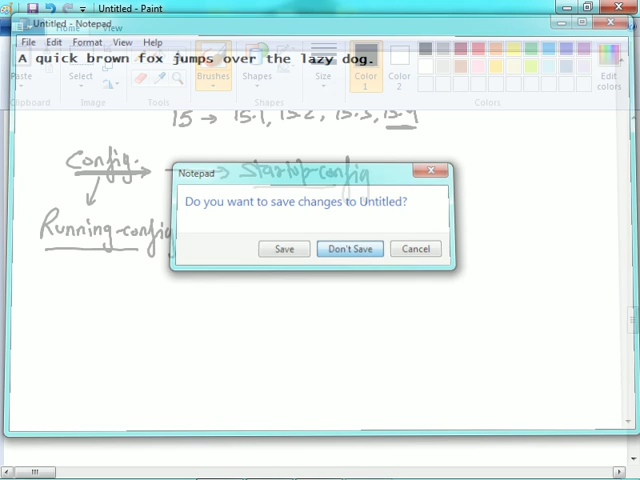 Untitled - Paint
Untitled - Notepad
Home
View
File Edit Format View Help
A quick brown fox jumps over the lazy dog.
Paste
Select
Brushes
Shapes
Size
Color 1
Color 2
Edit colors
Clipboard
Image
Tools
Colors
15 → 15.1, 15.2, 15.3, 15.4
Config. → → Startup-config
Running-config
Notepad
Do you want to save changes to Untitled?
Save
Don't Save
Cancel